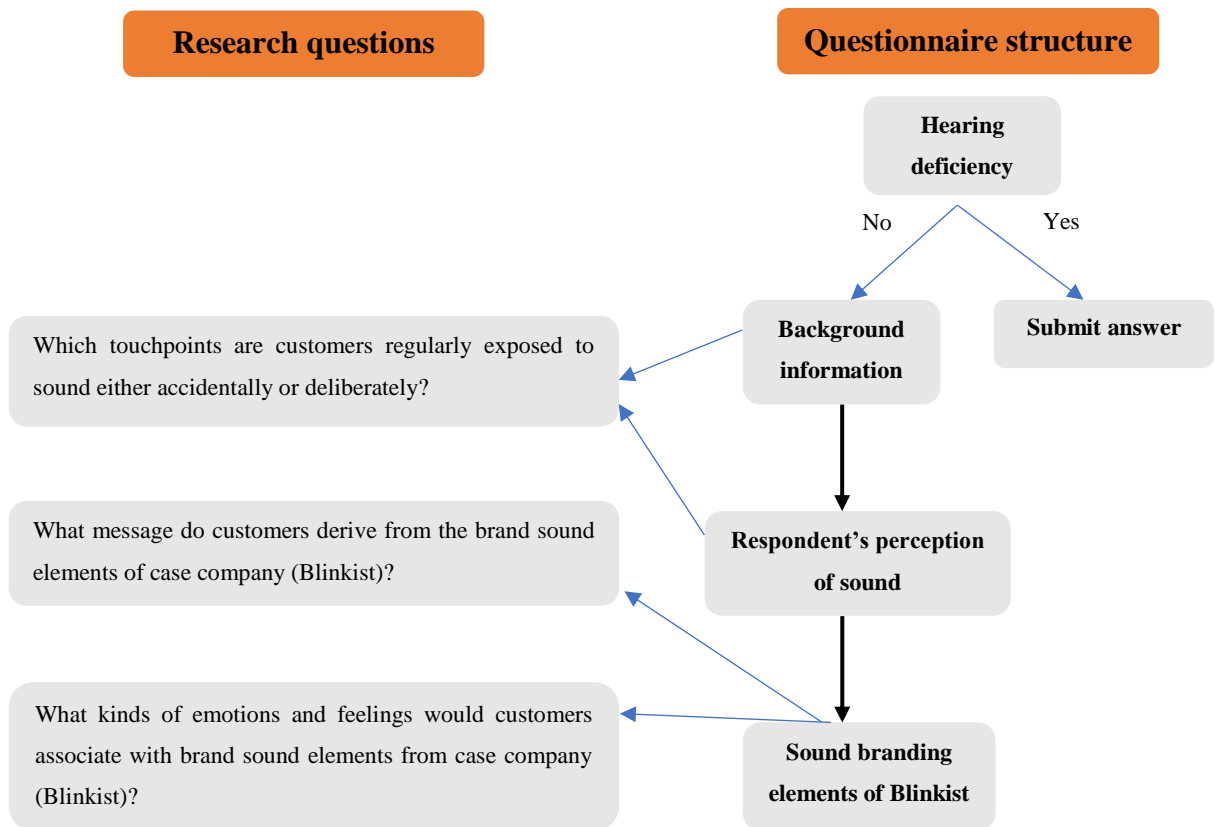 Research questions
Questionnaire structure
Hearing
deficiency
No
Yes
Background
information
Submit answer
Which touchpoints are customers regularly exposed to
sound either accidentally or deliberately?
What message do customers derive from the brand sound
elements of case company (Blinkist)?
Respondent’s perception
of sound
What kinds of emotions and feelings would customers
associate with brand sound elements from case company
(Blinkist)?
Sound branding
elements of Blinkist